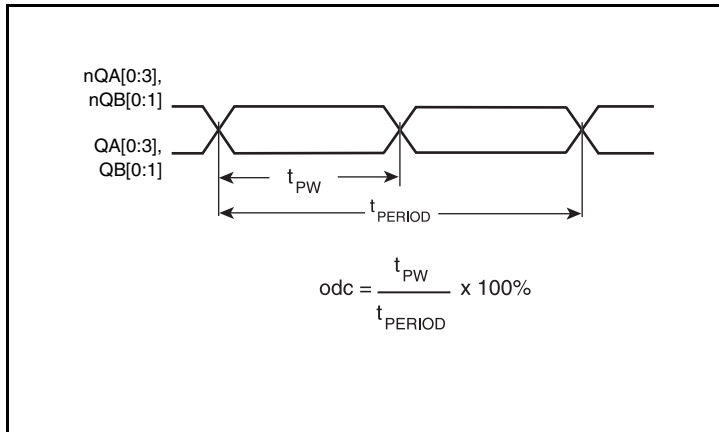 nQA[0:3],
nQB[0:1]
QA[0:3],
QB[0:1]
tPW
tPERIOD
odc = tPW / tPERIOD x 100%